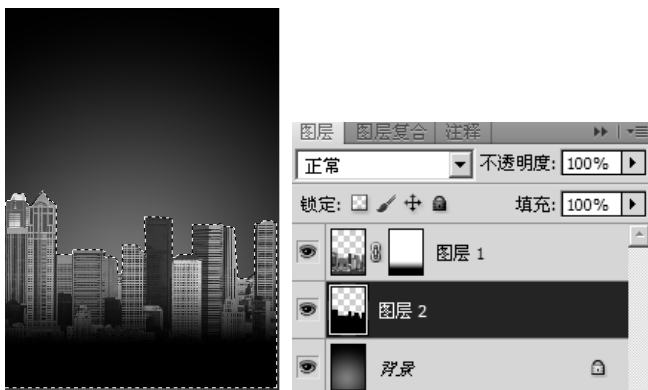 图层 图层复合 注释
正常 不透明度: 100%
锁定: 填充: 100%
图层 1
图层 2
背景